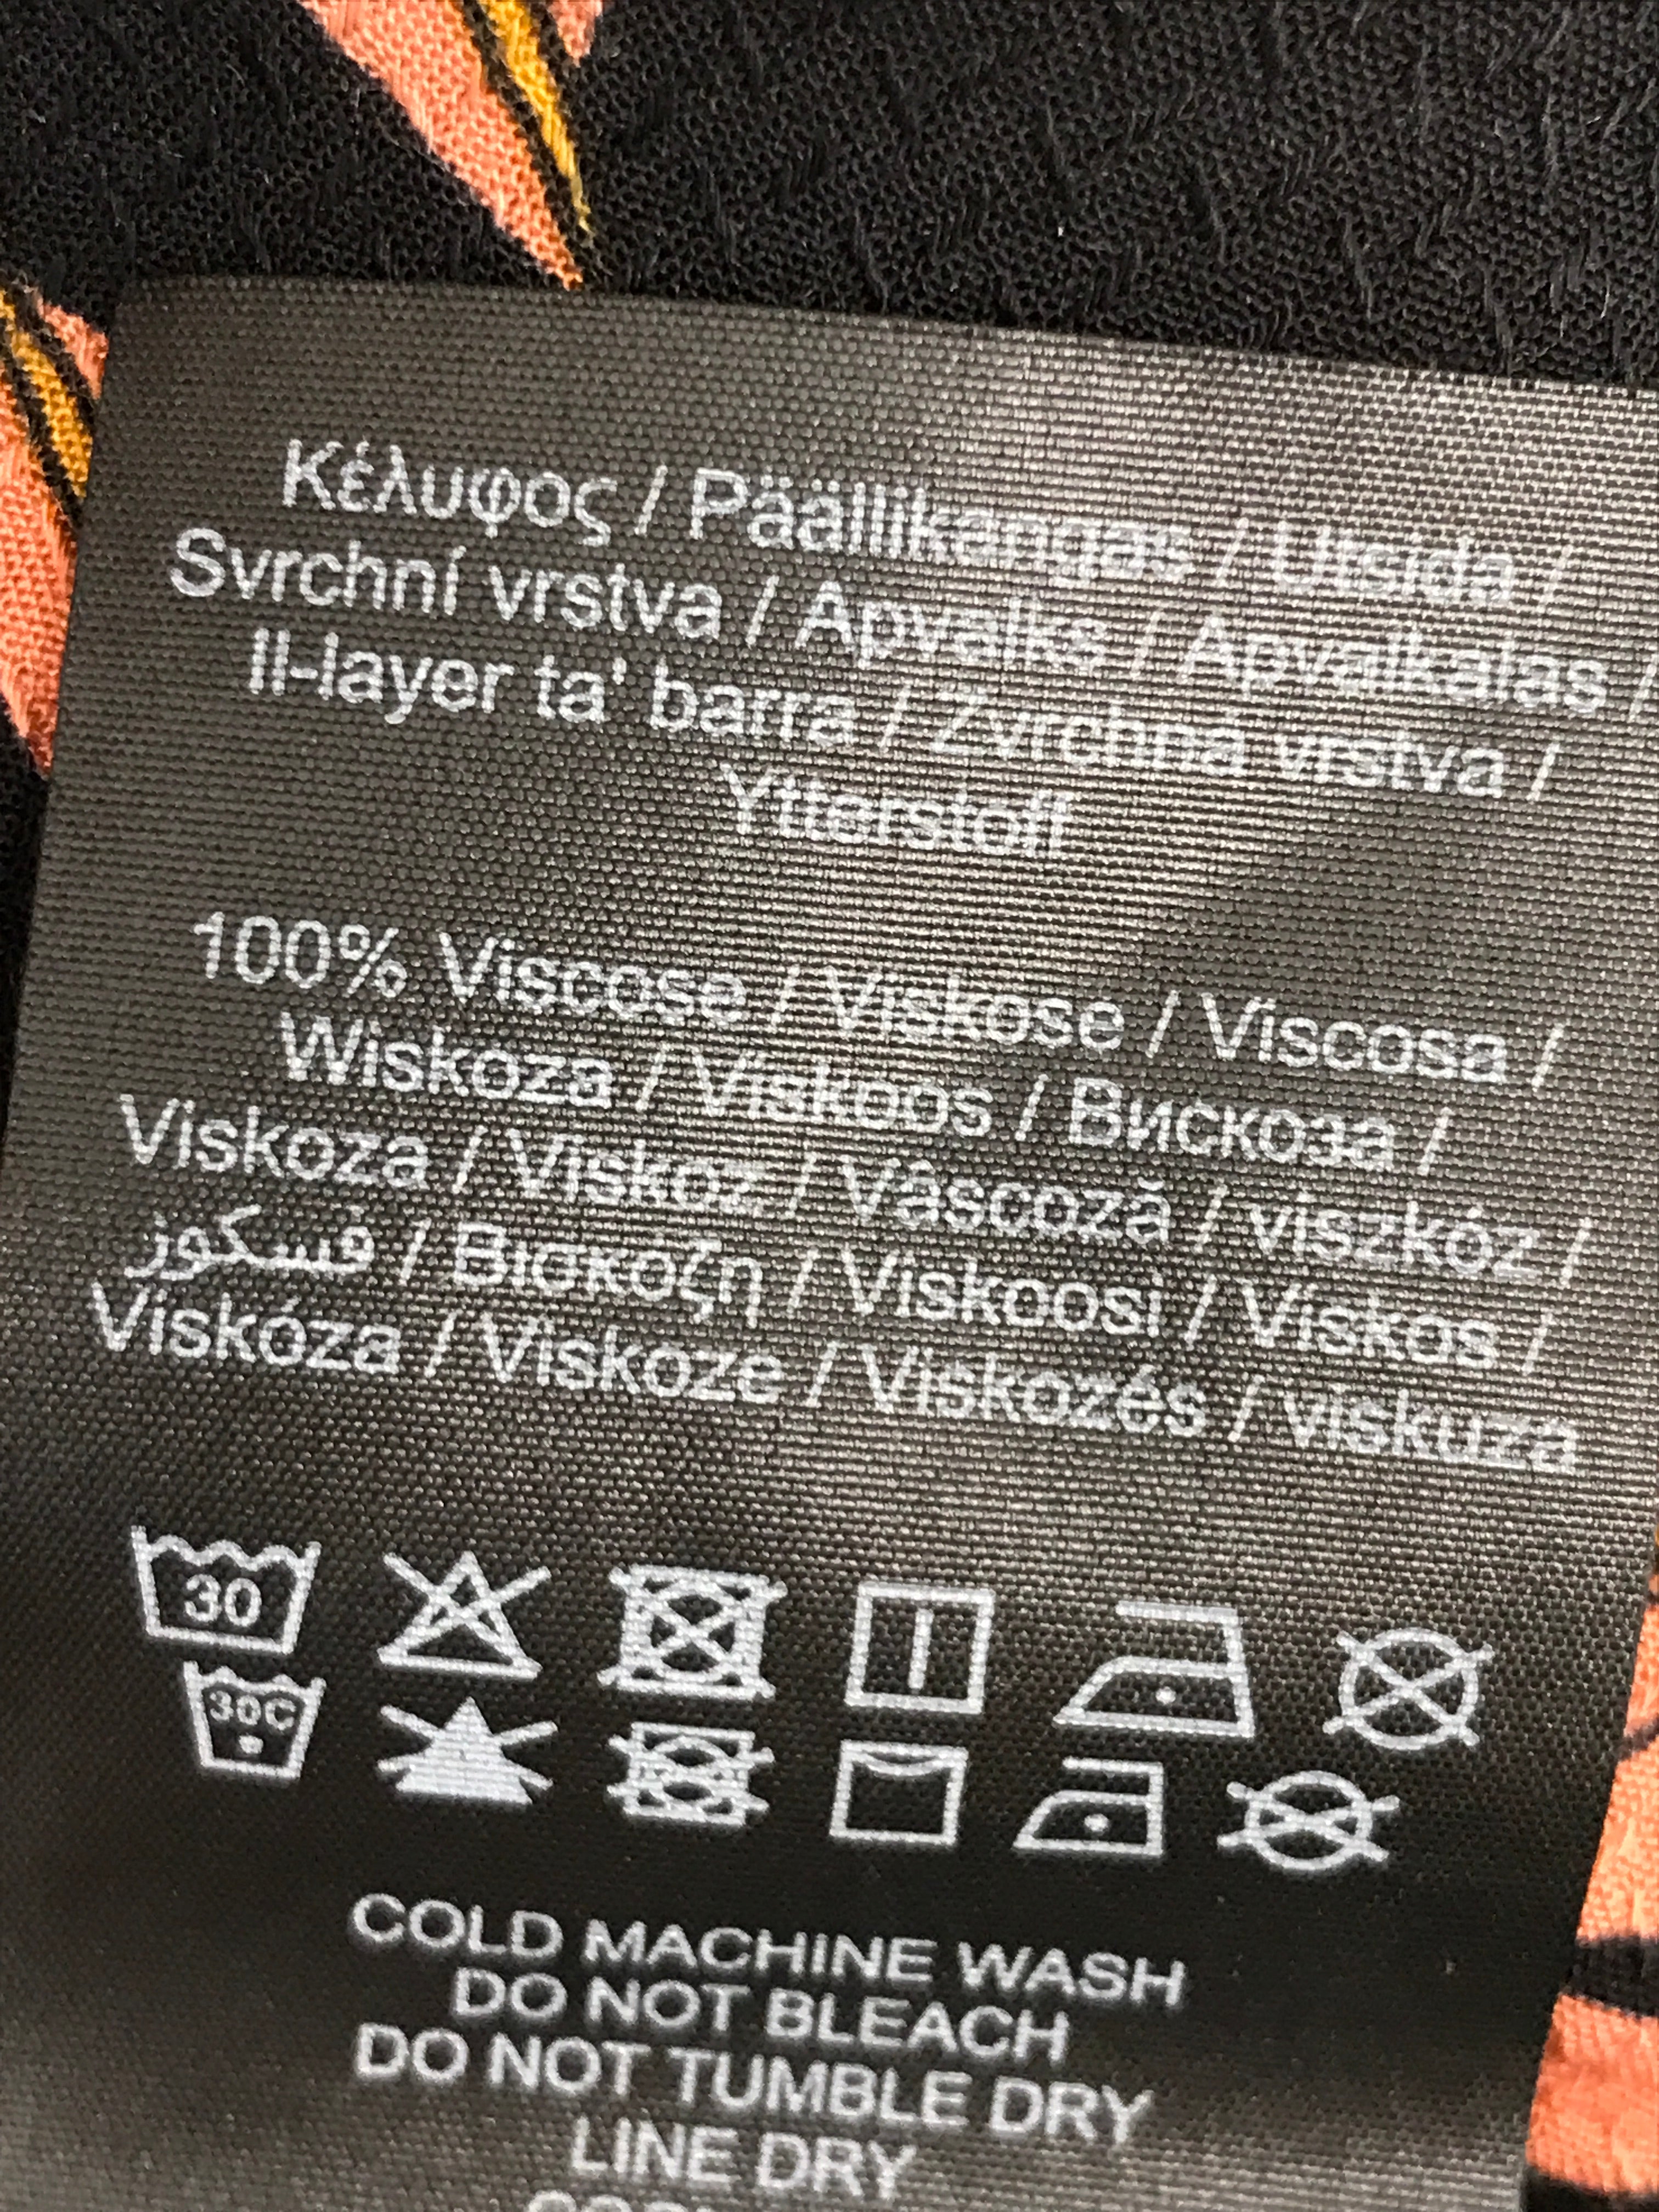 Κέλυφος / Päällikangas / Utsida /
Svrchní vrstva / Apvalks / Apvalkalas /
Il-layer ta' barra / Zvrchná vrstva /
Ytterstoff
100% Viscose / Viskose / Viscosa /
Wiskoza / Viskoos / Вискоза /
Viskoza / Viskoz / Vâscoză / viszkóz /
فسكوز / Βισκόζη / Viskoosi / Viskos /
Viskóza / Viskoze / Viskozės / viskuza
30
30C
COLD MACHINE WASH
DO NOT BLEACH
DO NOT TUMBLE DRY
LINE DRY